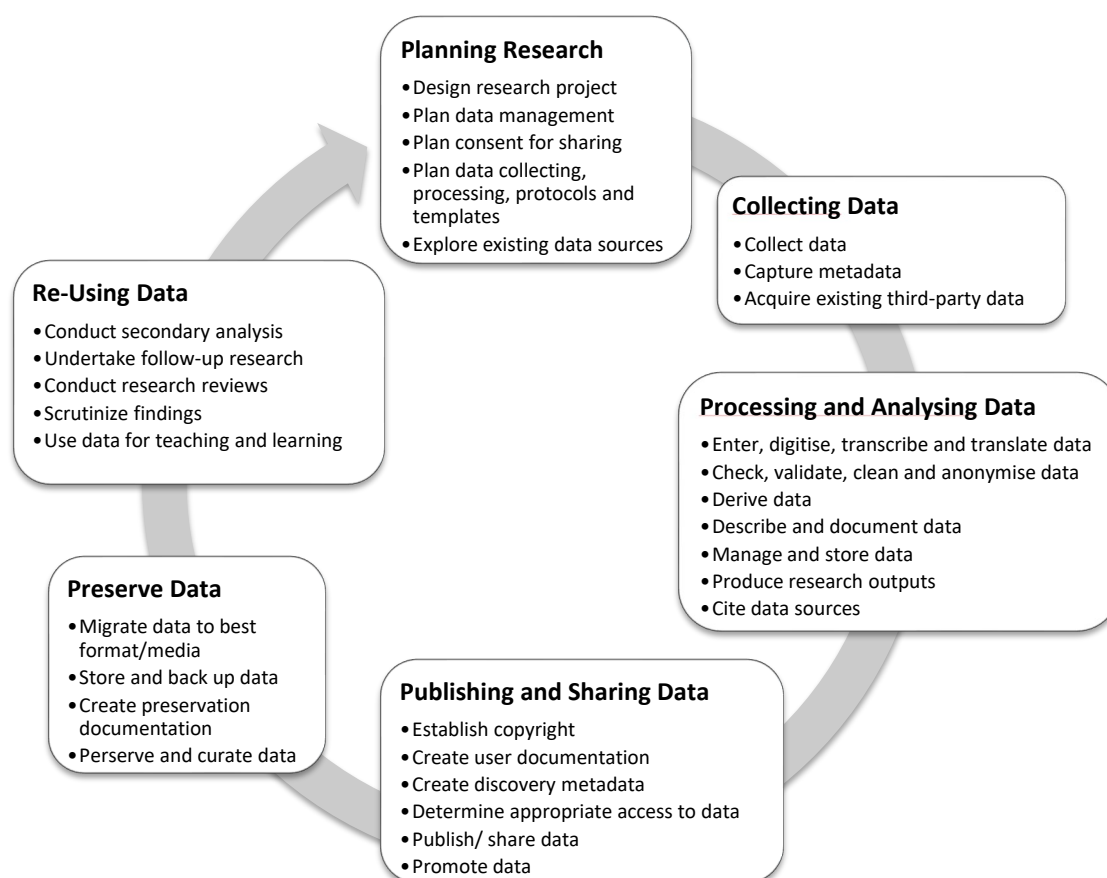 Planning Research
•Design research project
•Plan data management
•Plan consent for sharing
•Plan data collecting,
processing, protocols and
templates
•Explore existing data sources
Collecting Data
•Collect data
•Capture metadata
•Acquire existing third-party data
Processing and Analysing Data
•Enter, digitise, transcribe and translate data
•Check, validate, clean and anonymise data
•Derive data
•Describe and document data
•Manage and store data
•Produce research outputs
•Cite data sources
Publishing and Sharing Data
•Establish copyright
•Create user documentation
•Create discovery metadata
•Determine appropriate access to data
•Publish/ share data
•Promote data
Preserve Data
•Migrate data to best
format/media
•Store and back up data
•Create preservation
documentation
•Perserve and curate data
Re-Using Data
•Conduct secondary analysis
•Undertake follow-up research
•Conduct research reviews
•Scrutinize findings
•Use data for teaching and learning